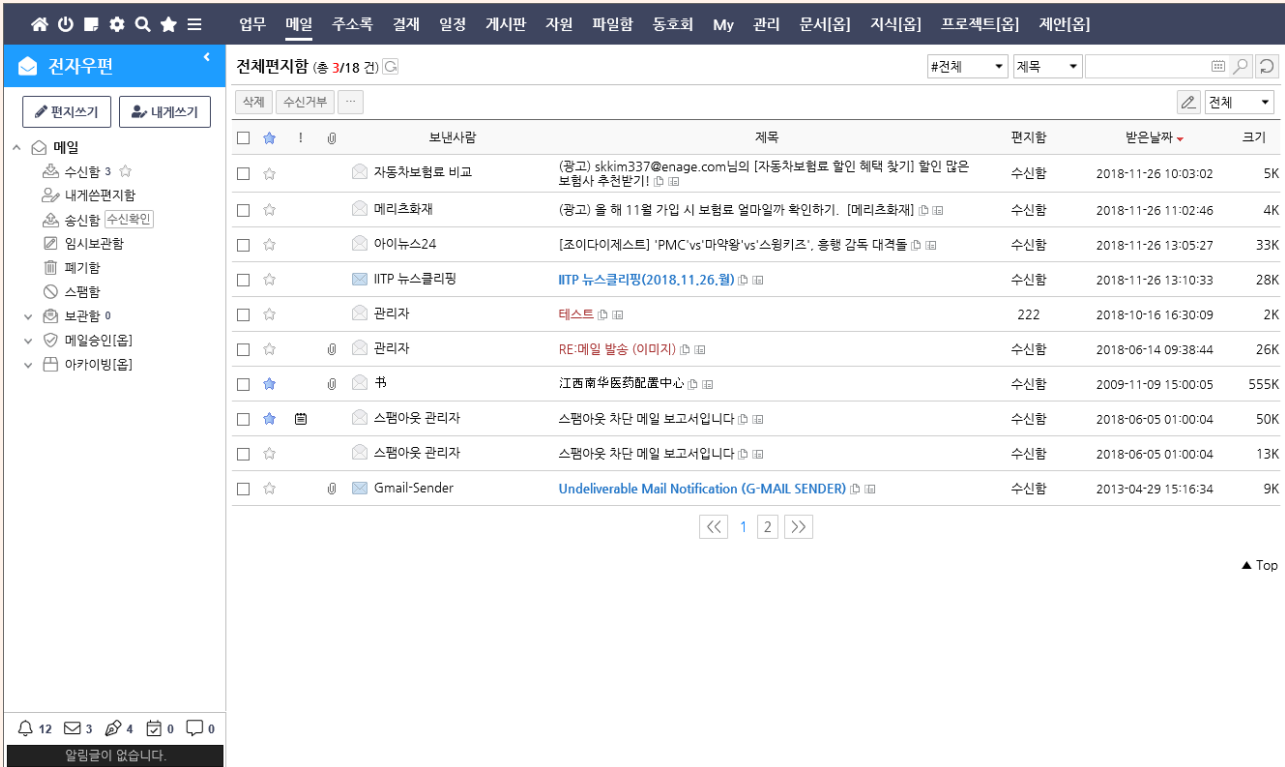 업무 메일 주소록 결재 일정 게시판 자원 파일함 동호회 My 관리 문서[옵] 지식[옵] 프로젝트[옵] 제안[옵]
전자우편
전체편지함 (총 3/18 건)
#전체 제목
편지쓰기 내게쓰기
삭제 수신거부 ...
전체
메일
수신함 3
내게쓴편지함
송신함 수신확인
임시보관함
폐기함
스팸함
보관함 0
메일승인[옵]
아카이빙[옵]
! 보낸사람 제목 편지함 받은날짜 크기
자동차보험료 비교 (광고) skkim337@enage.com님의 [자동차보험료 할인 혜택 찾기] 할인 많은 수신함 2018-11-26 10:03:02 5K
보험사 추천받기!
메리츠화재 (광고) 올 해 11월 가입 시 보험료 얼마일까 확인하기. [메리츠화재] 수신함 2018-11-26 11:02:46 4K
아이뉴스24 [조이다이제스트] 'PMC'vs'마약왕'vs'스윙키즈', 흥행 감독 대격돌 수신함 2018-11-26 13:05:27 33K
IITP 뉴스클리핑 IITP 뉴스클리핑(2018.11.26.월) 수신함 2018-11-26 13:10:33 28K
관리자 테스트 222 2018-10-16 16:30:09 2K
관리자 RE:메일 발송 (이미지) 수신함 2018-06-14 09:38:44 26K
书 江西南华医药配置中心 수신함 2009-11-09 15:00:05 555K
스팸아웃 관리자 스팸아웃 차단 메일 보고서입니다 수신함 2018-06-05 01:00:04 50K
스팸아웃 관리자 스팸아웃 차단 메일 보고서입니다 수신함 2018-06-05 01:00:04 13K
Gmail-Sender Undeliverable Mail Notification (G-MAIL SENDER) 수신함 2013-04-29 15:16:34 9K
<< 1 2 >>
▲ Top
12 3 4 0 0
알림글이 없습니다.